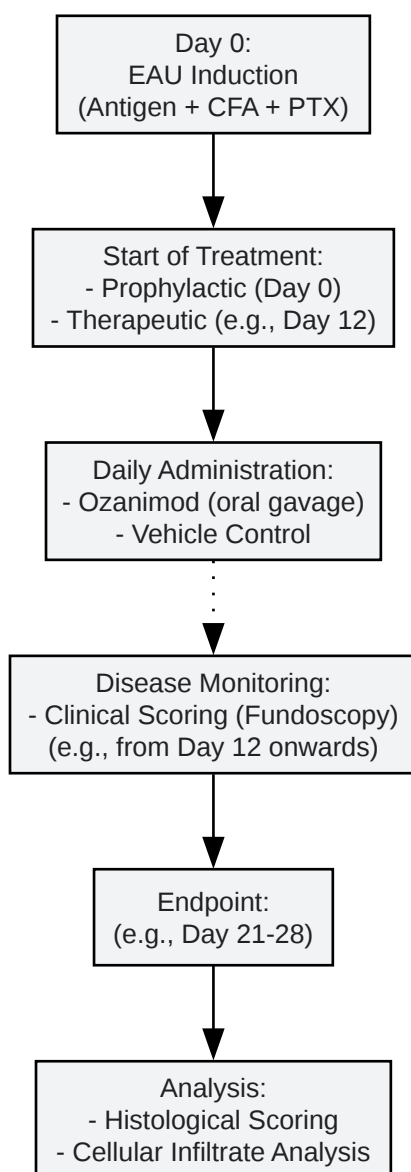 Day 0:
EAU Induction
(Antigen + CFA + PTX)
Start of Treatment:
- Prophylactic (Day 0)
- Therapeutic (e.g., Day 12)
Daily Administration:
- Ozanimod (oral gavage)
- Vehicle Control
Disease Monitoring:
- Clinical Scoring (Fundoscopy)
(e.g., from Day 12 onwards)
Endpoint:
(e.g., Day 21-28)
Analysis:
- Histological Scoring
- Cellular Infiltrate Analysis